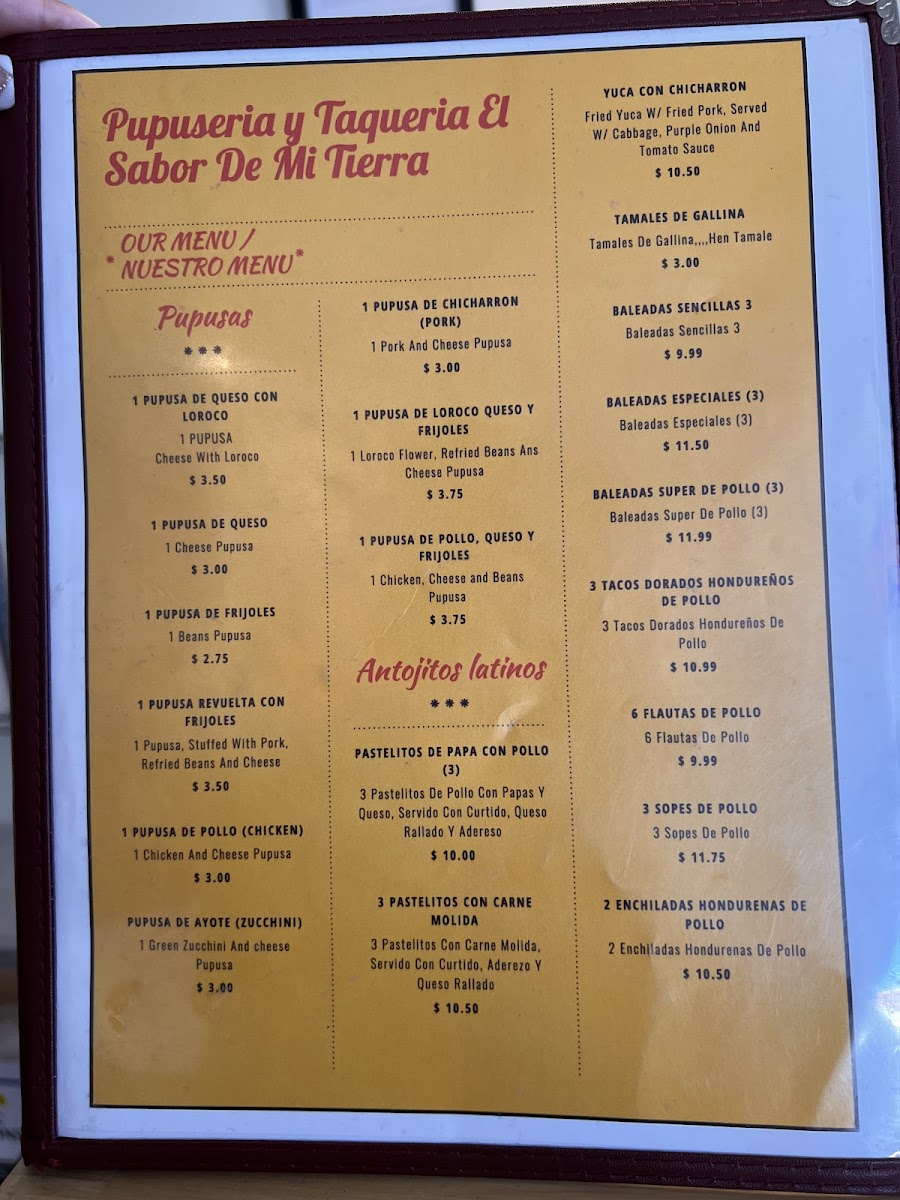 Pupuseria y Taqueria El
Sabor De Mi Tierra
OUR MENU /
* NUESTRO MENU*
Pupusas
***
1 PUPUSA DE QUESO CON
LOROCO
1 PUPUSA
Cheese With Loroco
$ 3.50
1 PUPUSA DE QUESO
1 Cheese Pupusa
$ 3.00
1 PUPUSA DE FRIJOLES
1 Beans Pupusa
$ 2.75
1 PUPUSA REVUELTA CON
FRIJOLES
1 Pupusa, Stuffed With Pork,
Refried Beans And Cheese
$ 3.50
1 PUPUSA DE POLLO (CHICKEN)
1 Chicken And Cheese Pupusa
$ 3.00
PUPUSA DE AYOTE (ZUCCHINI)
1 Green Zucchini And cheese
Pupusa
$ 3.00
1 PUPUSA DE CHICHARRON
(PORK)
1 Pork And Cheese Pupusa
$ 3.00
1 PUPUSA DE LOROCO QUESO Y
FRIJOLES
1 Loroco Flower, Refried Beans Ans
Cheese Pupusa
$ 3.75
1 PUPUSA DE POLLO, QUESO Y
FRIJOLES
1 Chicken, Cheese and Beans
Pupusa
$ 3.75
Antojitos latinos
***
PASTELITOS DE PAPA CON POLLO
(3)
3 Pastelitos De Pollo Con Papas Y
Queso, Servido Con Curtido, Queso
Rallado Y Adereso
$ 10.00
3 PASTELITOS CON CARNE
MOLIDA
3 Pastelitos Con Carne Molida,
Servido Con Curtido, Aderezo Y
Queso Rallado
$ 10.50
YUCA CON CHICHARRON
Fried Yuca W/ Fried Pork, Served
W/ Cabbage, Purple Onion And
Tomato Sauce
$ 10.50
TAMALES DE GALLINA
Tamales De Gallina,,,,Hen Tamale
$ 3.00
BALEADAS SENCILLAS 3
Baleadas Sencillas 3
$ 9.99
BALEADAS ESPECIALES (3)
Baleadas Especiales (3)
$ 11.50
BALEADAS SUPER DE POLLO (3)
Baleadas Super De Pollo (3)
$ 11.99
3 TACOS DORADOS HONDUREÑOS
DE POLLO
3 Tacos Dorados Hondureños De
Pollo
$ 10.99
6 FLAUTAS DE POLLO
6 Flautas De Pollo
$ 9.99
3 SOPES DE POLLO
3 Sopes De Pollo
$ 11.75
2 ENCHILADAS HONDURENAS DE
POLLO
2 Enchiladas Hondurenas De Pollo
$ 10.50